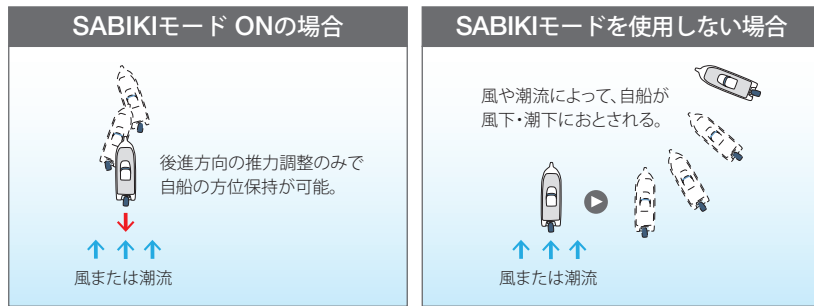 SABIKIモード ONの場合
後進方向の推力調整のみで
自船の方位保持が可能。
風または潮流
SABIKIモードを使用しない場合
風や潮流によって、自船が
風下・潮下におとされる。
風または潮流